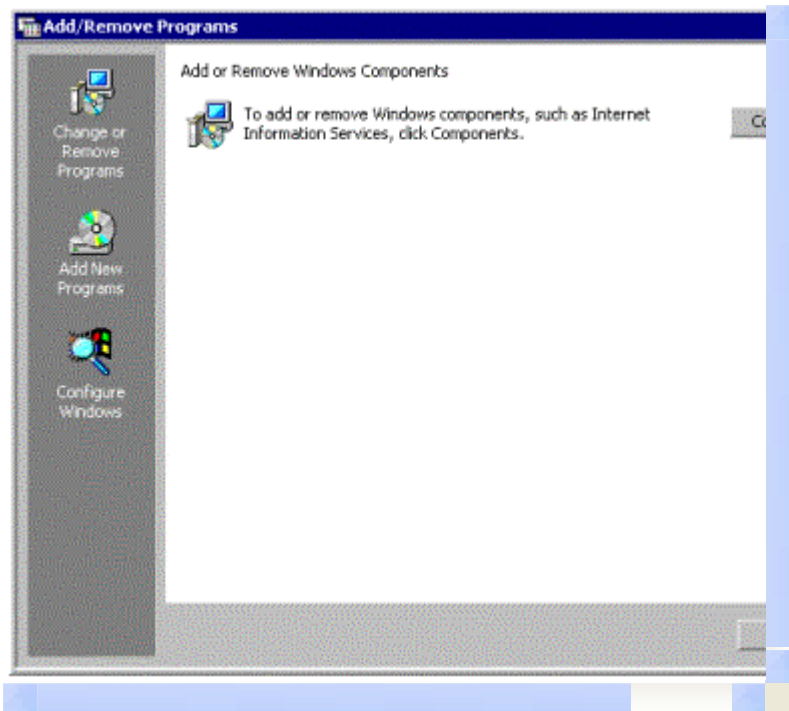 Add/Remove Programs
Add or Remove Windows Components
To add or remove Windows components, such as Internet
Information Services, click Components.
Change or
Remove
Programs
Add New
Programs
Configure
Windows